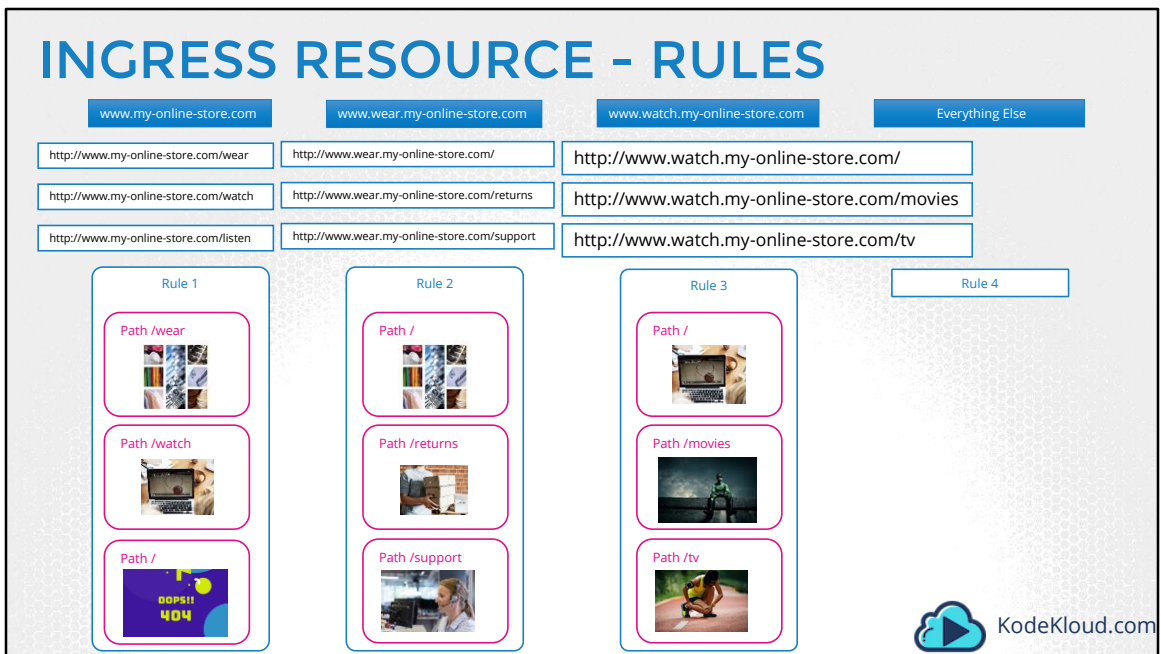 INGRESS RESOURCE - RULES
www.my-online-store.com
www.wear.my-online-store.com
www.watch.my-online-store.com
Everything Else
http://www.my-online-store.com/wear
http://www.wear.my-online-store.com/
http://www.watch.my-online-store.com/
http://www.my-online-store.com/watch
http://www.wear.my-online-store.com/returns
http://www.watch.my-online-store.com/movies
http://www.my-online-store.com/listen
http://www.wear.my-online-store.com/support
http://www.watch.my-online-store.com/tv
Rule 1
Path /wear
Path /watch
Path /
OOPS!!
404
Rule 2
Path /
Path /returns
Path /support
Rule 3
Path /
Path /movies
Path /tv
Rule 4
KodeKloud.com